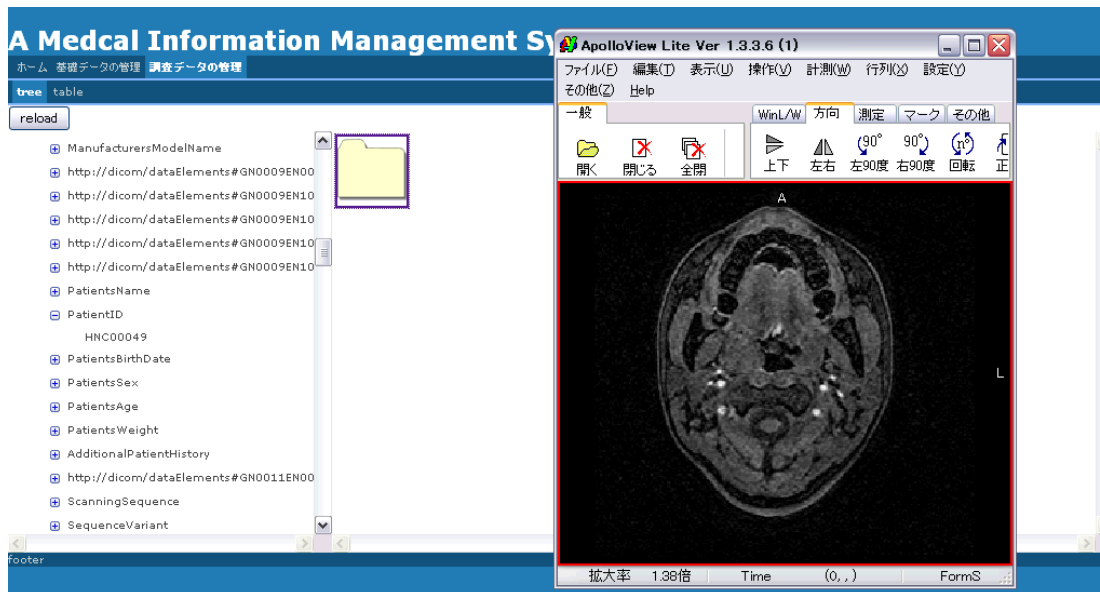 A Medcal Information Management Sy
ホーム 基礎データの管理 調査データの管理
tree table
reload
ManufacturersModelName
http://dicom/dataElements#GN0009EN00
http://dicom/dataElements#GN0009EN10
http://dicom/dataElements#GN0009EN10
http://dicom/dataElements#GN0009EN10
http://dicom/dataElements#GN0009EN10
PatientsName
PatientID
HNC00049
PatientsBirthDate
PatientsSex
PatientsAge
PatientsWeight
AdditionalPatientHistory
http://dicom/dataElements#GN0011EN00
ScanningSequence
SequenceVariant
footer
ApolloView Lite Ver 1.3.3.6 (1)
ファイル(F) 編集(T) 表示(U) 操作(V) 計測(W) 行列(X) 設定(Y)
その他(Z) Help
一般 WinL/W 方向 測定 マーク その他
90° 90° n°
開く 閉じる 全閉 上下 左右 左90度 右90度 回転 正
A
L
拡大率 1.38倍 Time (0, , ) FormS